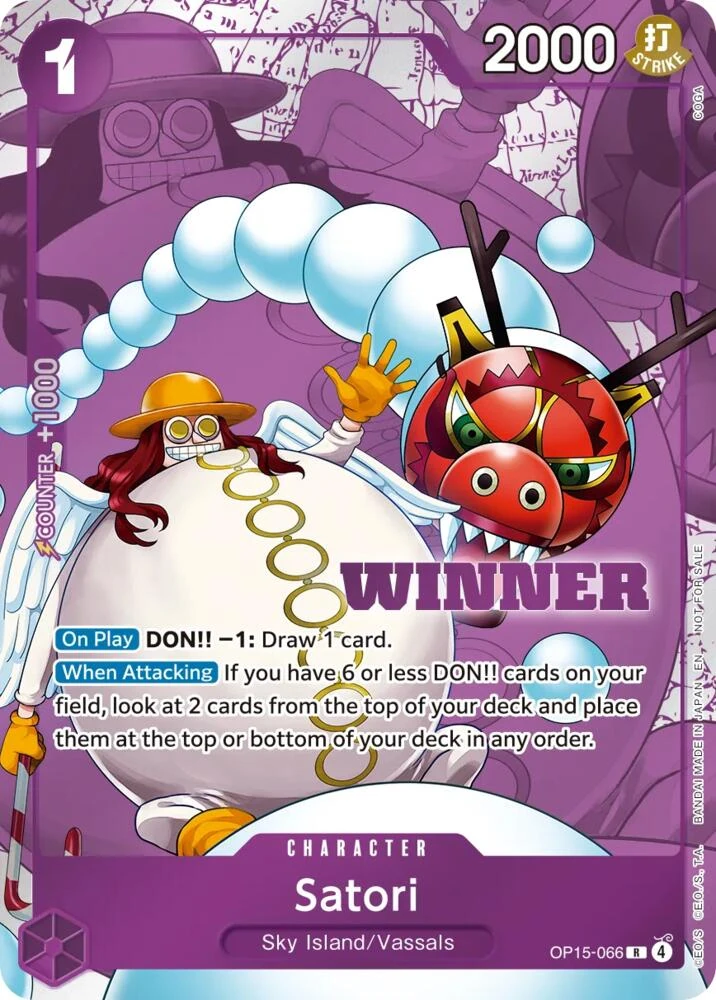 1
2000
打
STRIKE
COGA
COUNTER +1000
WINNER
On Play DON!! −1: Draw 1 card.
When Attacking If you have 6 or less DON!! cards on your
field, look at 2 cards from the top of your deck and place
them at the top or bottom of your deck in any order.
CHARACTER
Satori
Sky Island/Vassals
OP15-066 R 4
©E.O/S ©E.O./S., T.A. BANDAI MADE IN JAPAN EN NOT FOR SALE